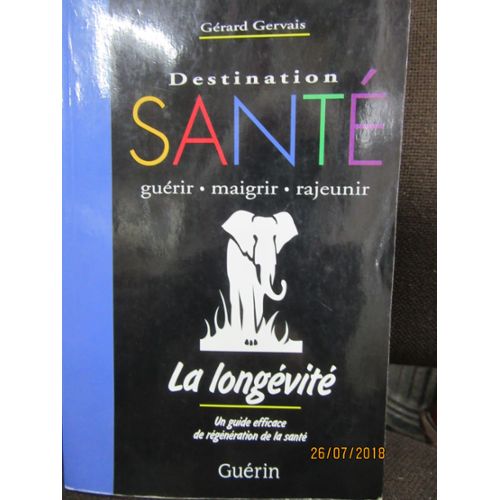 Gérard Gervais
Destination
SANTÉ
guérir • maigrir • rajeunir
La longévité
Un guide efficace
de régénération de la santé
Guérin
26/07/2018